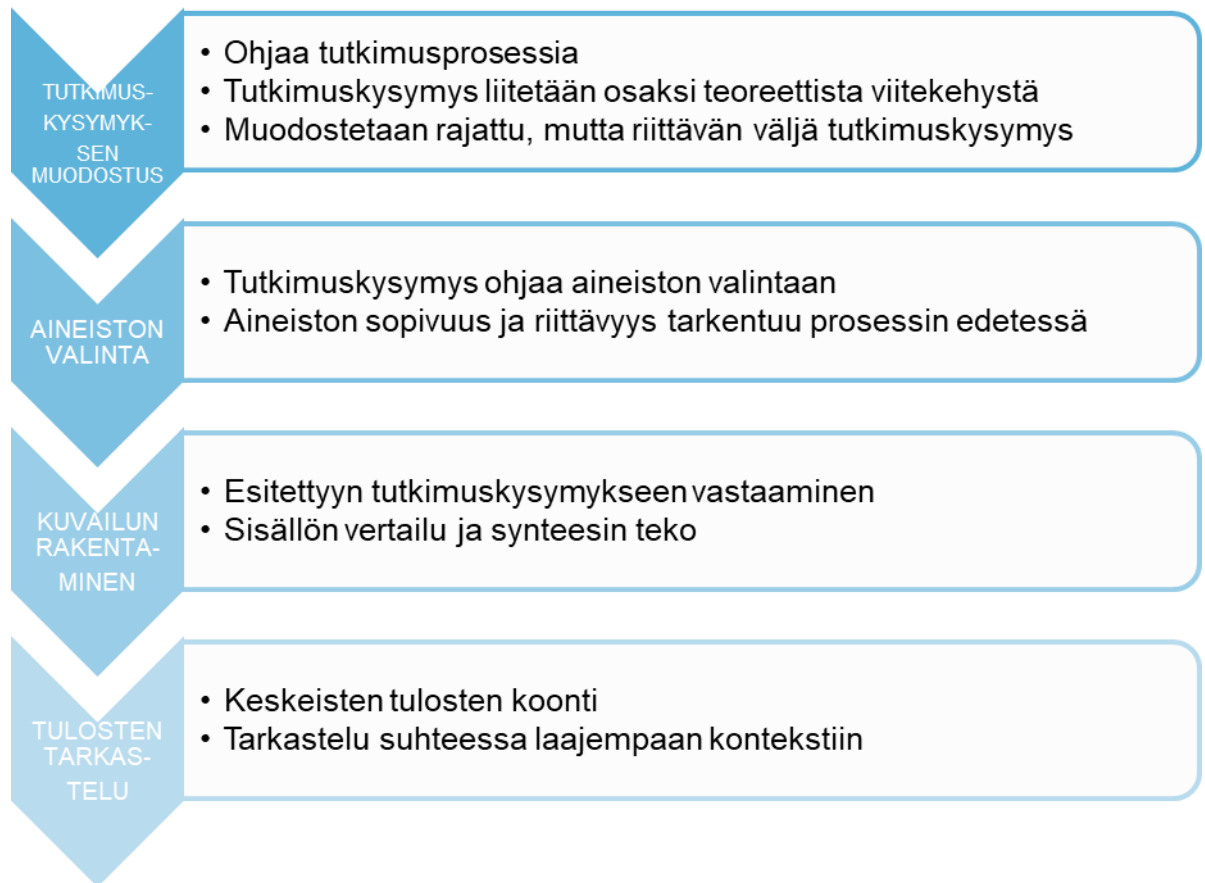 TUTKIMUS-
KYSYMYK-
SEN
MUODOSTUS
• Ohjaa tutkimusprosessia
• Tutkimuskysymys liitetään osaksi teoreettista viitekehystä
• Muodostetaan rajattu, mutta riittävän väljä tutkimuskysymys
AINEISTON
VALINTA
• Tutkimuskysymys ohjaa aineiston valintaan
• Aineiston sopivuus ja riittävyys tarkentuu prosessin edetessä
KUVAILUN
RAKENTA-
MINEN
• Esitettyyn tutkimuskysymykseen vastaaminen
• Sisällön vertailu ja synteesin teko
TULOSTEN
TARKAS-
TELU
• Keskeisten tulosten koonti
• Tarkastelu suhteessa laajempaan kontekstiin